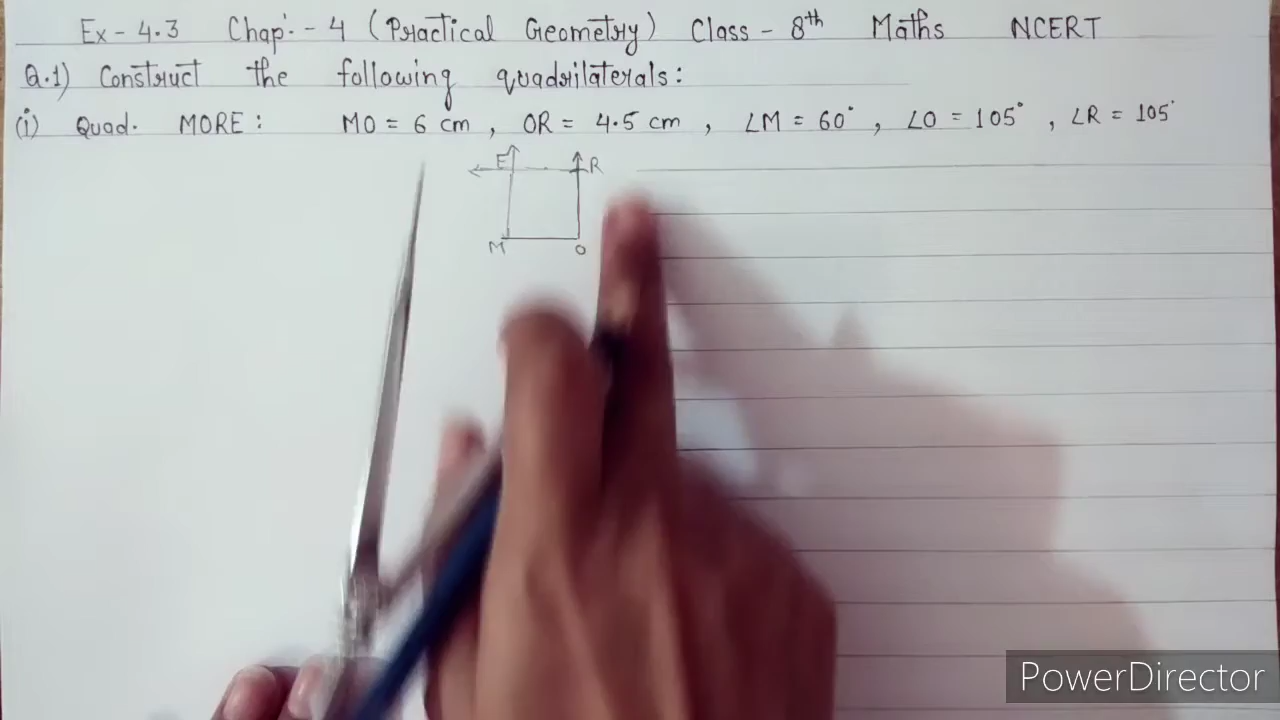 Ex - 4.3 Chap: - 4 (Practical Geometry) Class - 8th Maths NCERT
Q.1) Construct the following quadrilaterals:
(i) Quad. MORE: MO = 6 cm, OR = 4.5 cm, ∠M = 60°, ∠O = 105°, ∠R = 105°
E R
M O
PowerDirector